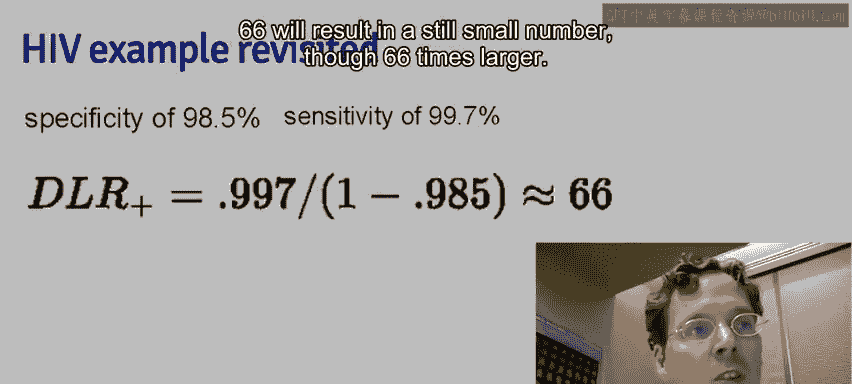 66 will result in a still small number,
though 66 times larger.
HIV example revisited
specificity of 98.5% sensitivity of 99.7%
DLR₊ = .997/(1 − .985) ≈ 66